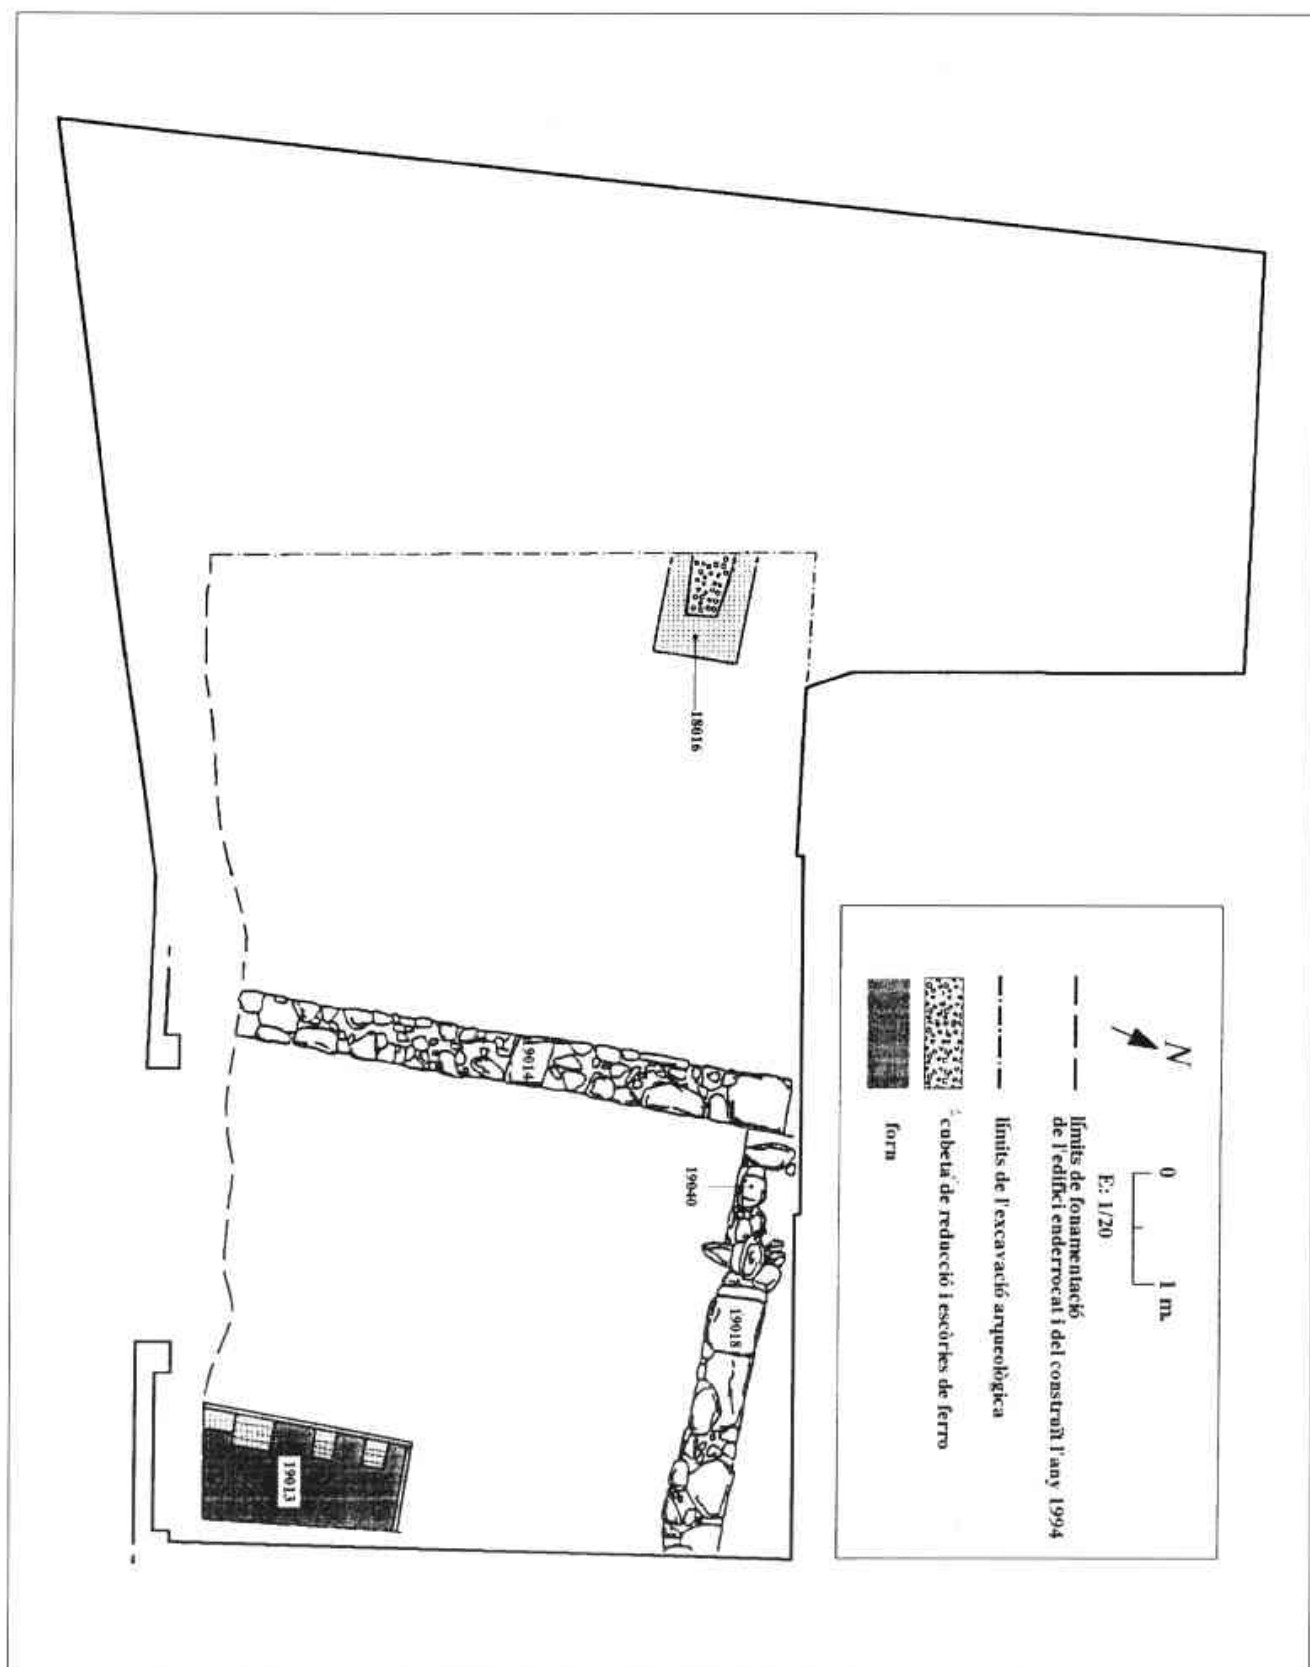 N
0 1 m.
E: 1/20
límits de fonamentació
de l'edifici enderrocat i del construït l'any 1994
límits de l'excavació arqueològica
"cubeta" de reducció i escòries de ferro
forn
18016
19014
19040
19018
19013